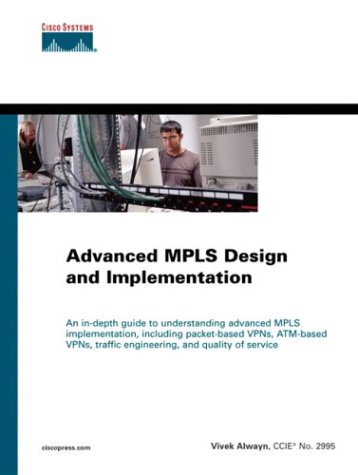 CISCO SYSTEMS
Advanced MPLS Design
and Implementation
An in-depth guide to understanding advanced MPLS
implementation, including packet-based VPNs, ATM-based
VPNs, traffic engineering, and quality of service
ciscopress.com
Vivek Alwayn, CCIE® No. 2995